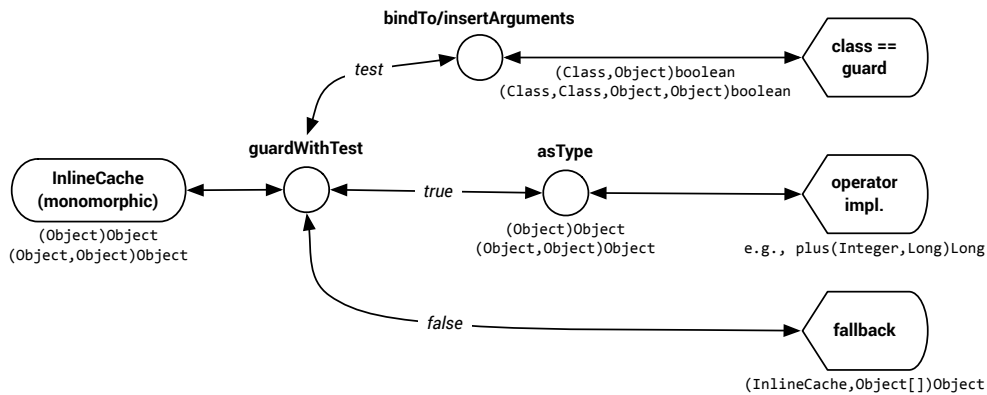 bindTo/insertArguments
class ==
guard
test
(Class,Object)boolean
(Class,Class,Object,Object)boolean
guardWithTest
asType
InlineCache
(monomorphic)
true
operator
impl.
(Object)Object
(Object,Object)Object
(Object)Object
(Object,Object)Object
e.g., plus(Integer,Long)Long
false
fallback
(InlineCache,Object[])Object